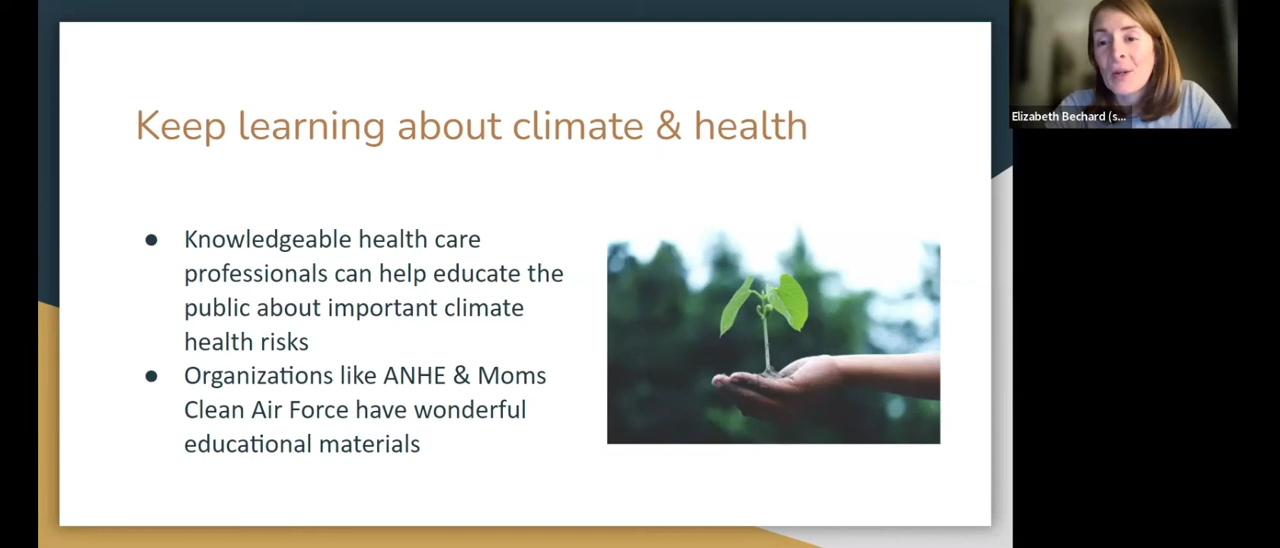 Keep learning about climate & health
● Knowledgeable health care
professionals can help educate the
public about important climate
health risks
● Organizations like ANHE & Moms
Clean Air Force have wonderful
educational materials
Elizabeth Bechard (s...